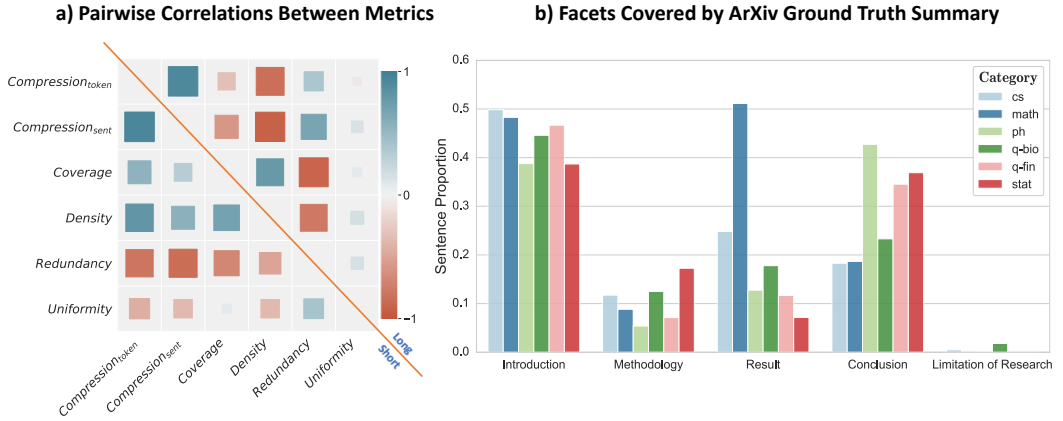 a) Pairwise Correlations Between Metrics
Compression_token
Compression_sent
Coverage
Density
Redundancy
Uniformity
Compression_token
Compression_sent
Coverage
Density
Redundancy
Uniformity
1
0
−1
Long
Short
b) Facets Covered by ArXiv Ground Truth Summary
Sentence Proportion
0.6
0.5
0.4
0.3
0.2
0.1
0.0
Introduction
Methodology
Result
Conclusion
Limitation of Research
Category
cs
math
ph
q-bio
q-fin
stat